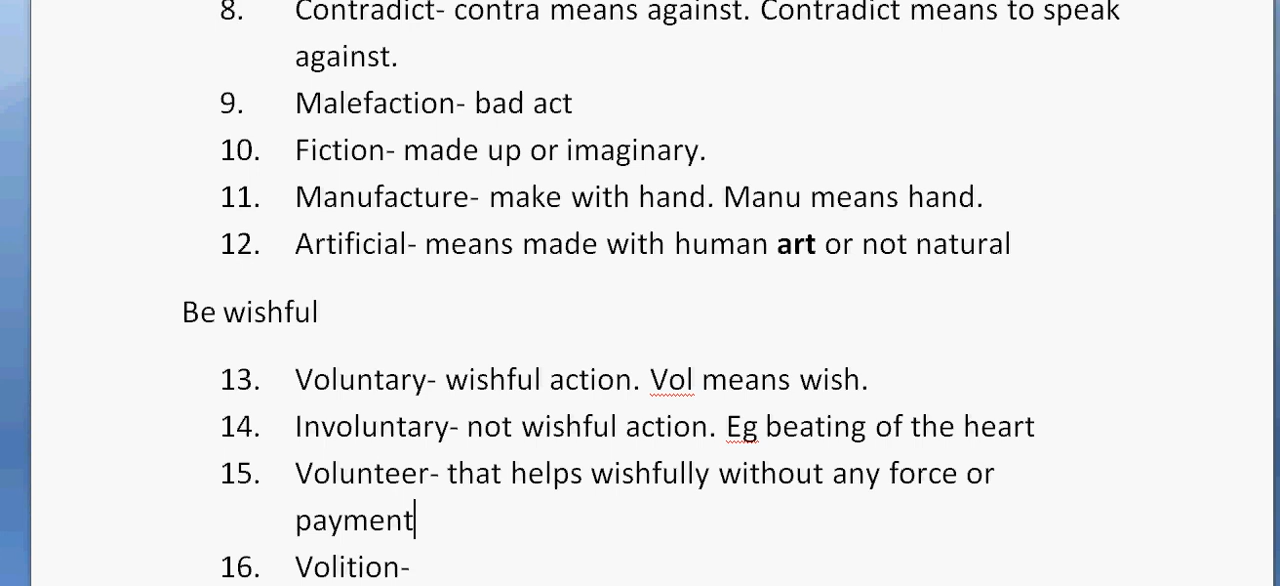 8. Contradict- contra means against. Contradict means to speak
against.
9. Malefaction- bad act
10. Fiction- made up or imaginary.
11. Manufacture- make with hand. Manu means hand.
12. Artificial- means made with human art or not natural
Be wishful
13. Voluntary- wishful action. Vol means wish.
14. Involuntary- not wishful action. Eg beating of the heart
15. Volunteer- that helps wishfully without any force or
payment
16. Volition-